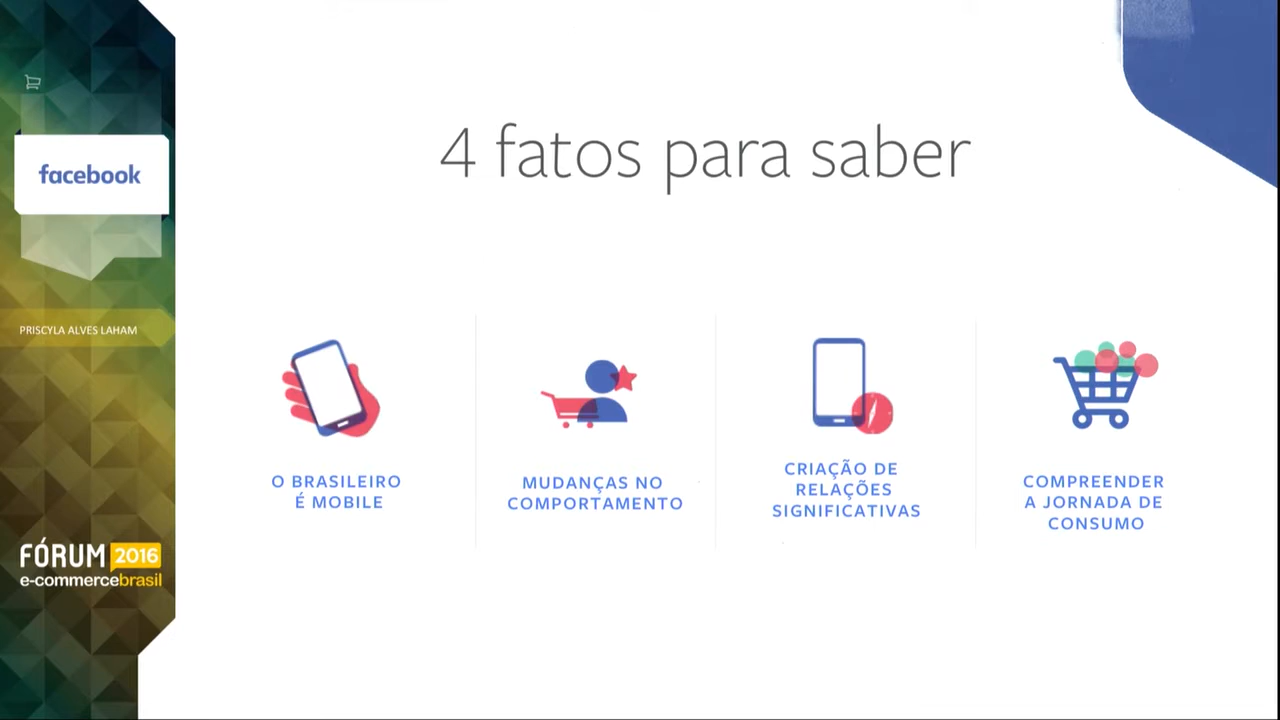 facebook
PRISCYLA ALVES LAHAM
FÓRUM 2016
e-commercebrasil
4 fatos para saber
O BRASILEIRO
É MOBILE
MUDANÇAS NO
COMPORTAMENTO
CRIAÇÃO DE
RELAÇÕES
SIGNIFICATIVAS
COMPREENDER
A JORNADA DE
CONSUMO